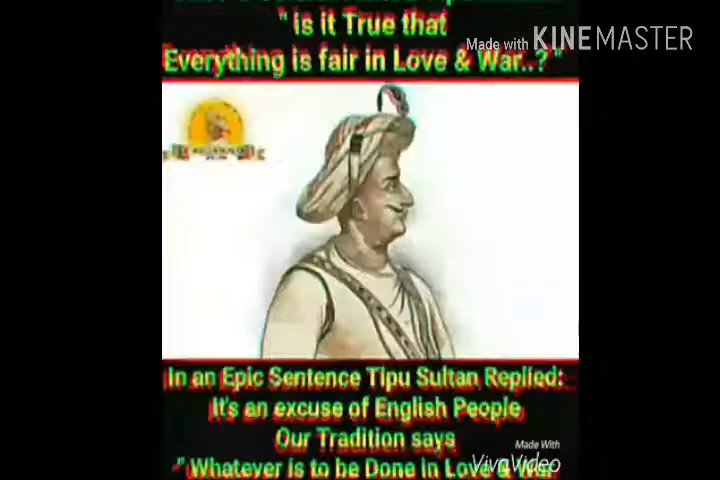 " is it True that
Made with KINEMASTER
Everything is fair in Love & War..? "
In an Epic Sentence Tipu Sultan Replied:
It's an excuse of English People
Our Tradition says
Made With
VivaVideo
" Whatever is to be Done in Love & War